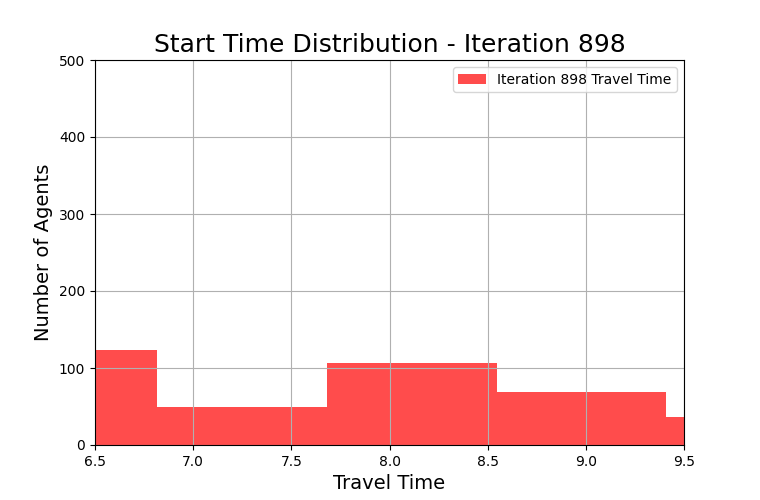 Start Time Distribution - Iteration 898
500
Iteration 898 Travel Time
400
300
200
100
0
Number of Agents
6.5 7.0 7.5 8.0 8.5 9.0 9.5
Travel Time